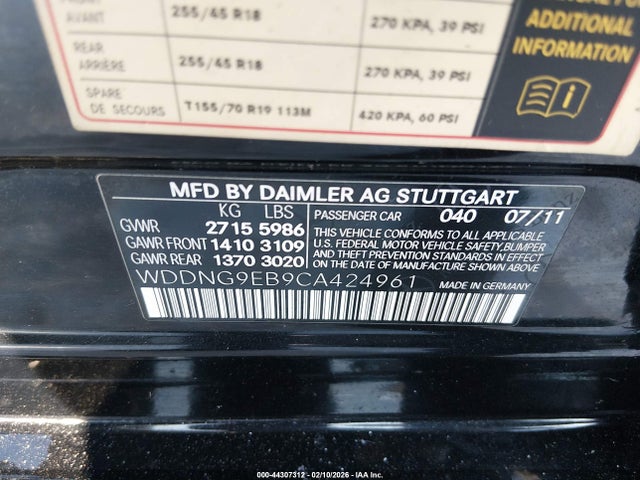 AVANT 255/45 R18 270 KPA, 39 PSI
REAR
ARRIÈRE 255/45 R18 270 KPA, 39 PSI
SPARE
DE SECOURS T155/70 R19 113M 420 KPA, 60 PSI
ADDITIONAL
INFORMATION
MFD BY DAIMLER AG STUTTGART
KG LBS
GVWR 2715 5986
GAWR FRONT 1410 3109
GAWR REAR 1370 3020
PASSENGER CAR 040 07/11
THIS VEHICLE CONFORMS TO ALL APPLICABLE
U.S. FEDERAL MOTOR VEHICLE SAFETY, BUMPER
AND THEFT PREVENTION STANDARDS IN EFFECT
ON THE DATE OF MANUFACTURE SHOWN ABOVE
WDDNG9EB9CA424961 MADE IN GERMANY
000-44307312 - 02/10/2026 - IAA Inc.